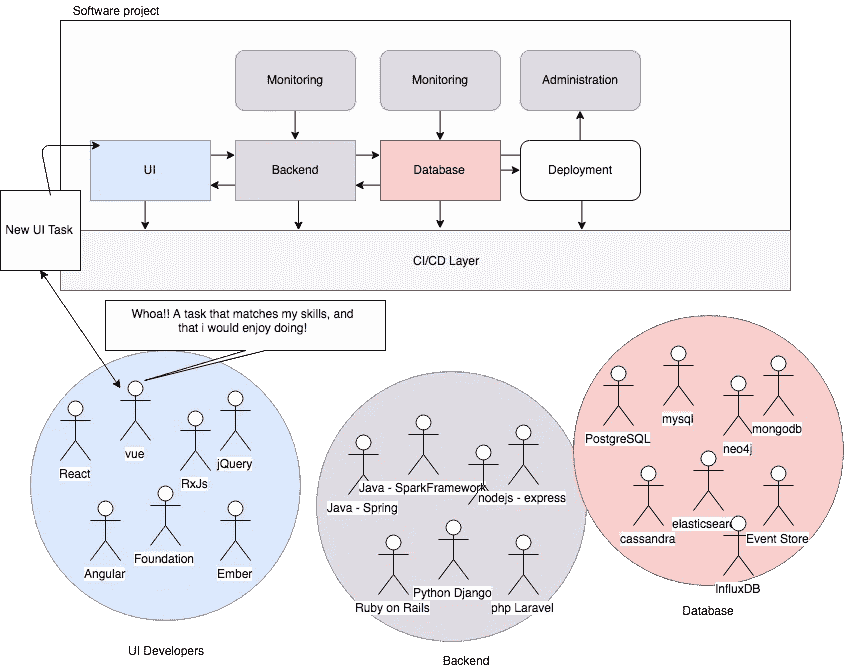 Software project
Monitoring
Monitoring
Administration
UI
Backend
Database
Deployment
New UI Task
CI/CD Layer
Whoa!! A task that matches my skills, and
that i would enjoy doing!
React
vue
RxJs
jQuery
Angular
Foundation
Ember
UI Developers
Java - Spring
Java - SparkFramework
nodejs - express
Ruby on Rails
Python Django
php Laravel
Backend
PostgreSQL
mysql
neo4j
mongodb
cassandra
Event Store
InfluxDB
Database